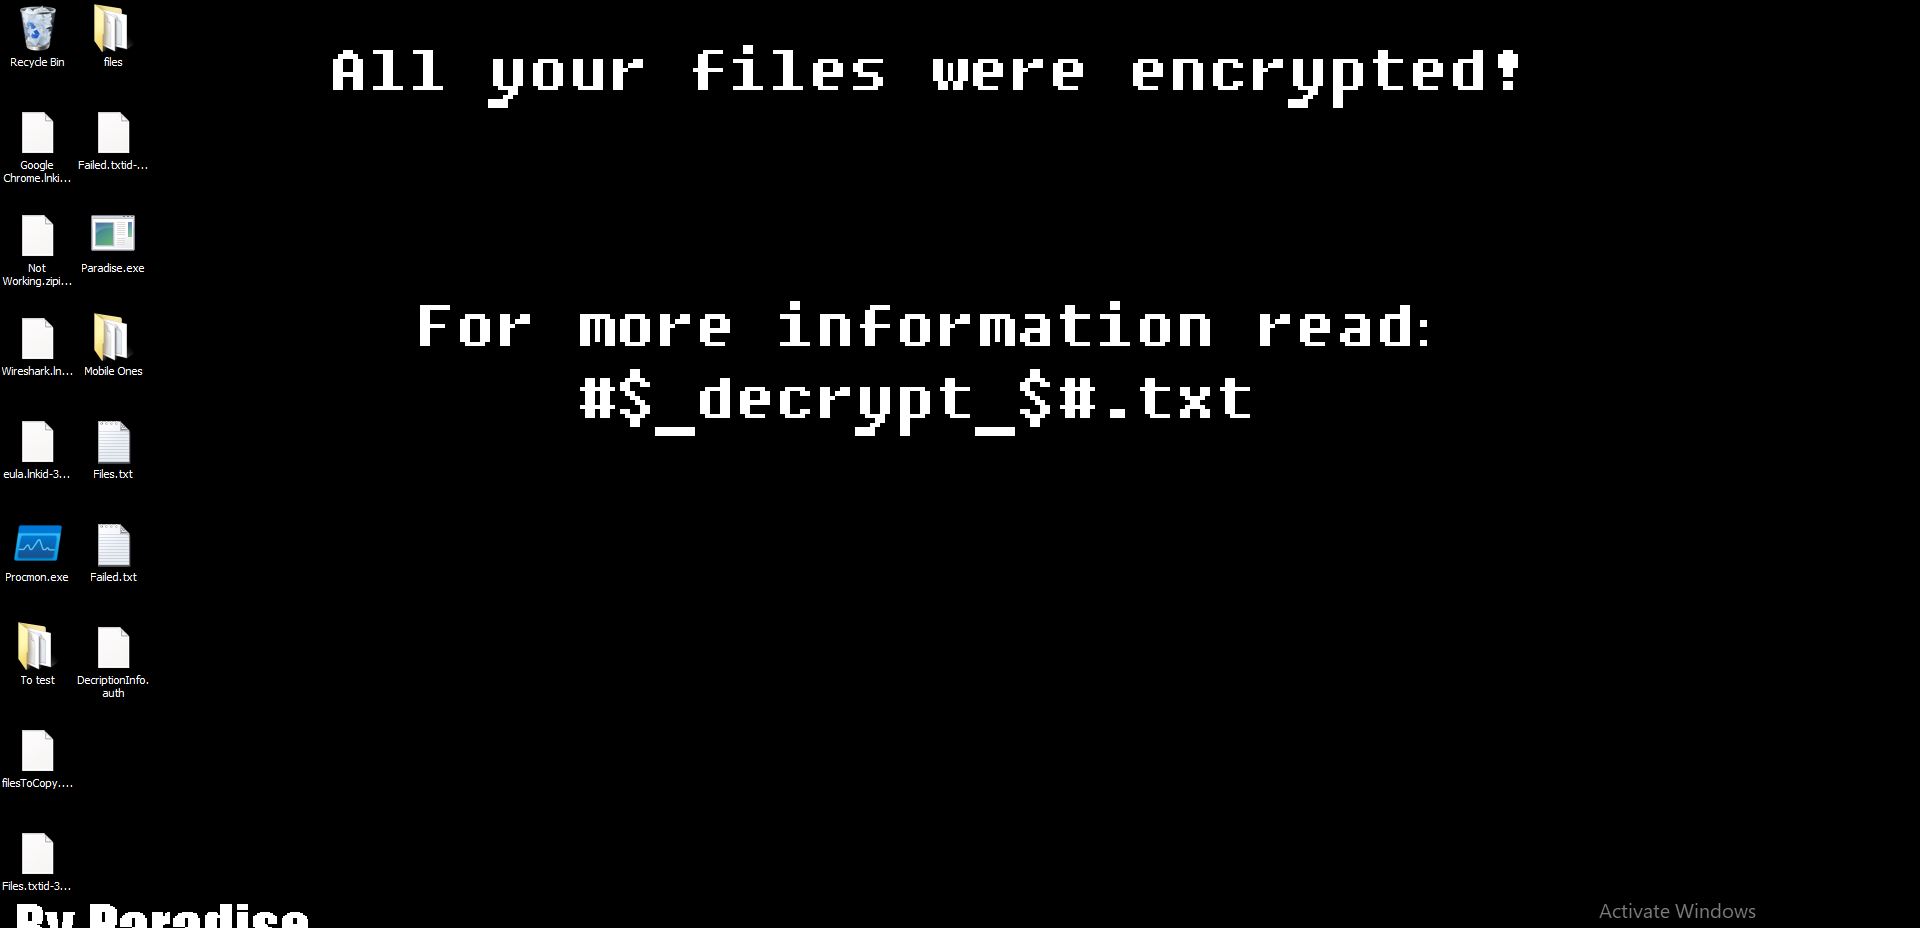 All your files were encrypted!
For more information read:
#$_decrypt_$#.txt
Recycle Bin
files
Google
Chrome.lnki...
Failed.txtid-...
Not
Working.zipi...
Paradise.exe
Wireshark.ln...
Mobile Ones
eula.lnkid-3...
Files.txt
Procmon.exe
Failed.txt
To test
DecriptionInfo.
auth
filesToCopy....
Files.txtid-3...
By Paradise
Activate Windows